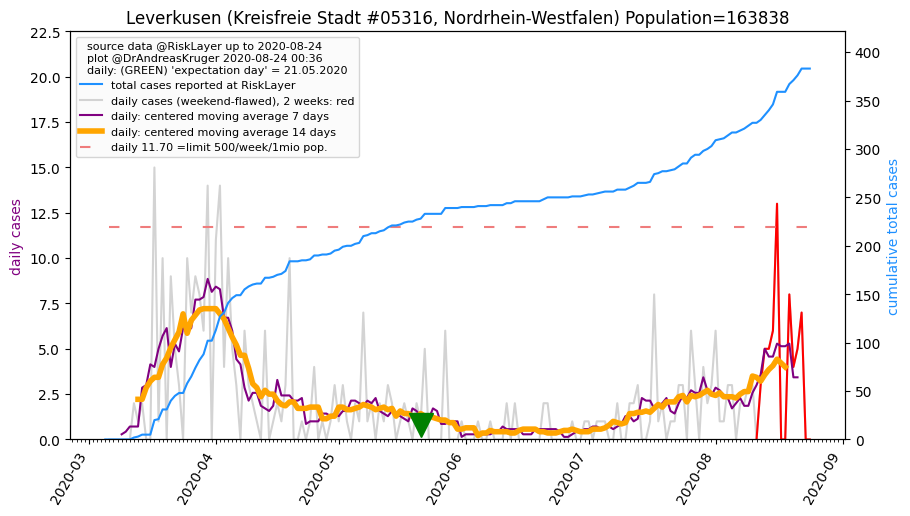 Leverkusen (Kreisfreie Stadt #05316, Nordrhein-Westfalen) Population=163838
source data @RiskLayer up to 2020-08-24
plot @DrAndreasKruger 2020-08-24 00:36
daily: (GREEN) 'expectation day' = 21.05.2020
total cases reported at RiskLayer
daily cases (weekend-flawed), 2 weeks: red
daily: centered moving average 7 days
daily: centered moving average 14 days
daily 11.70 =limit 500/week/1mio pop.
daily cases
22.5
20.0
17.5
15.0
12.5
10.0
7.5
5.0
2.5
0.0
cumulative total cases
400
350
300
250
200
150
100
50
0
2020-03
2020-04
2020-05
2020-06
2020-07
2020-08
2020-09